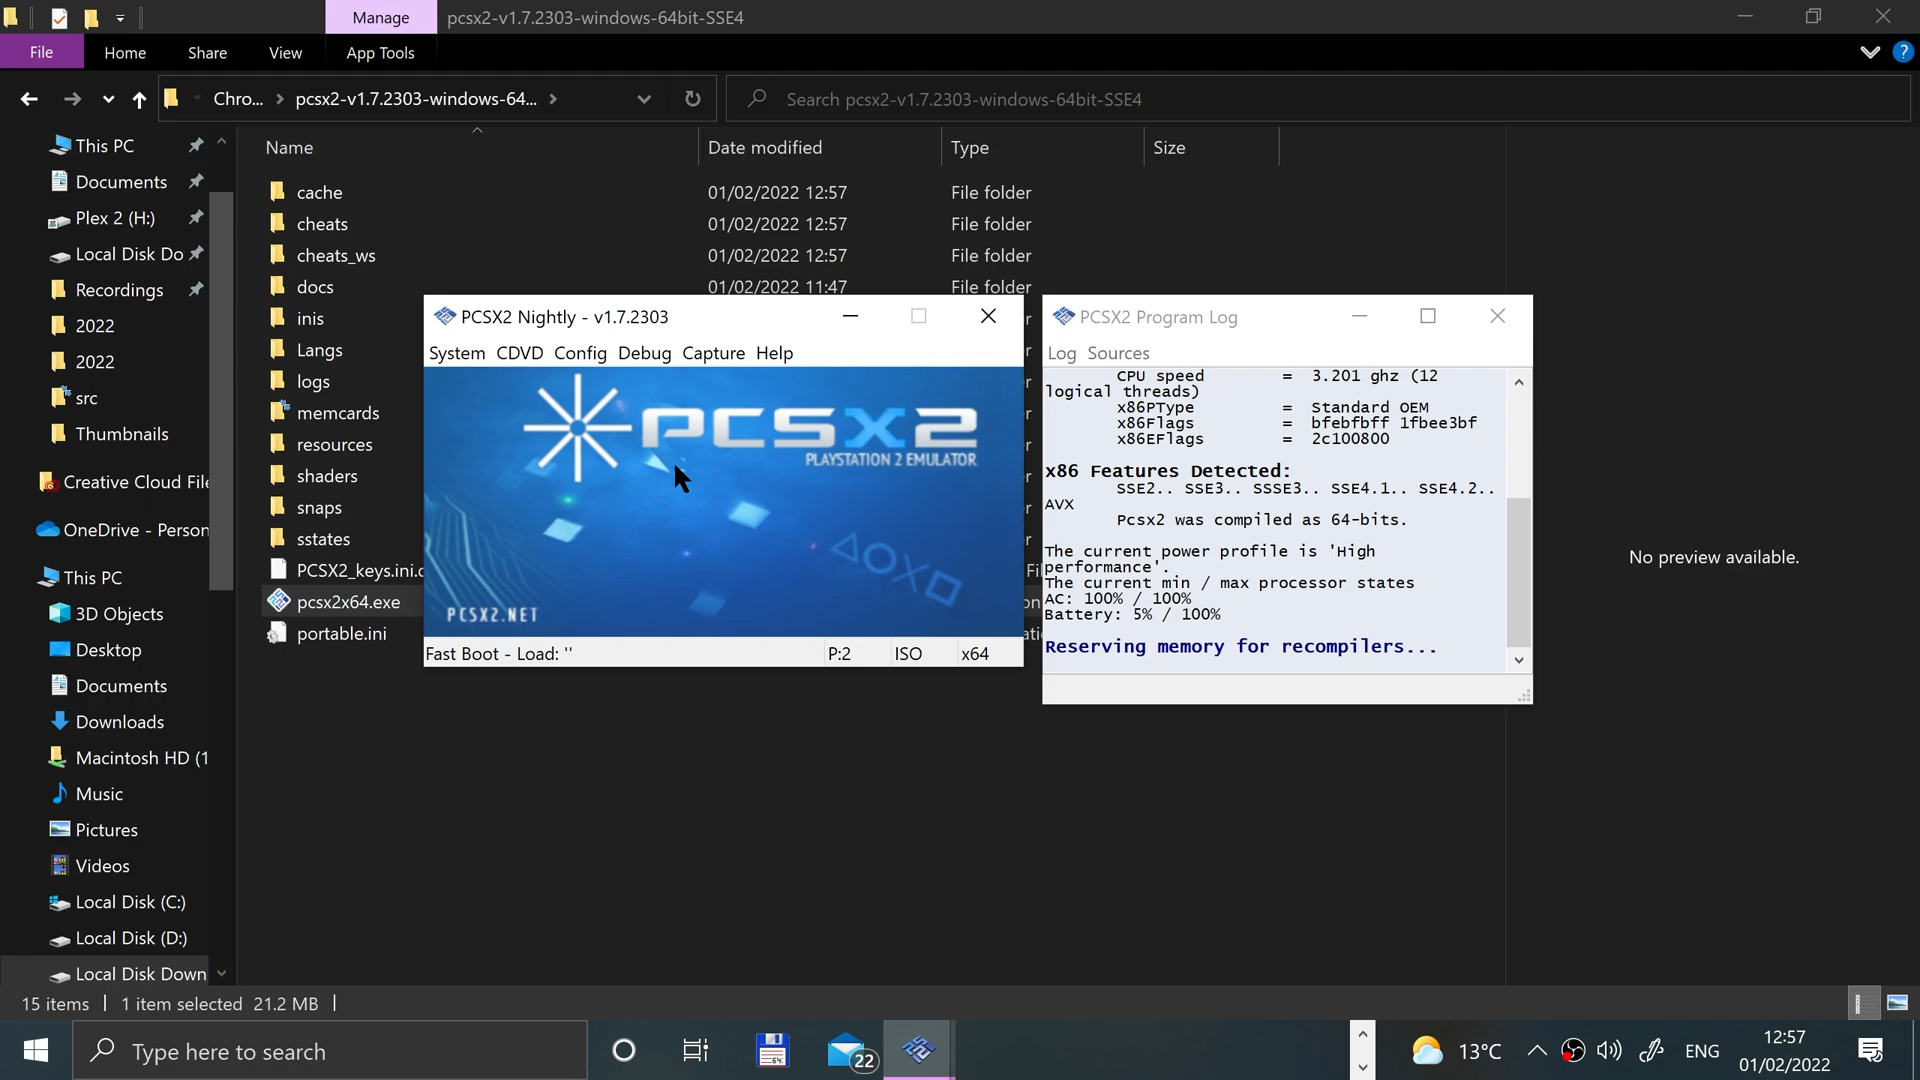 Manage
pcsx2-v1.7.2303-windows-64bit-SSE4
File
Home
Share
View
App Tools
Chro...
pcsx2-v1.7.2303-windows-64...
Search pcsx2-v1.7.2303-windows-64bit-SSE4
This PC
Documents
Plex 2 (H:)
Local Disk Do
Recordings
2022
2022
src
Thumbnails
Creative Cloud File
OneDrive - Person
This PC
3D Objects
Desktop
Documents
Downloads
Macintosh HD (1
Music
Pictures
Videos
Local Disk (C:)
Local Disk (D:)
Local Disk Down
Name Date modified Type Size
cache 01/02/2022 12:57 File folder
cheats 01/02/2022 12:57 File folder
cheats_ws 01/02/2022 12:57 File folder
docs 01/02/2022 11:47 File folder
inis
Langs
logs
memcards
resources
shaders
snaps
sstates
PCSX2_keys.ini.c
pcsx2x64.exe
portable.ini
PCSX2 Nightly - v1.7.2303
System CDVD Config Debug Capture Help
PCSX2
PLAYSTATION 2 EMULATOR
PCSX2.NET
Fast Boot - Load: '' P:2 ISO x64
PCSX2 Program Log
Log Sources
CPU speed = 3.201 ghz (12
logical threads)
x86PType = Standard OEM
x86Flags = bfebfbff 1fbee3bf
x86EFlags = 2c100800
x86 Features Detected:
SSE2.. SSE3.. SSSE3.. SSE4.1.. SSE4.2..
AVX
Pcsx2 was compiled as 64-bits.
The current power profile is 'High
performance'.
The current min / max processor states
AC: 100% / 100%
Battery: 5% / 100%
Reserving memory for recompilers...
No preview available.
15 items
1 item selected 21.2 MB
Type here to search
64
22
13°C
ENG
12:57
01/02/2022